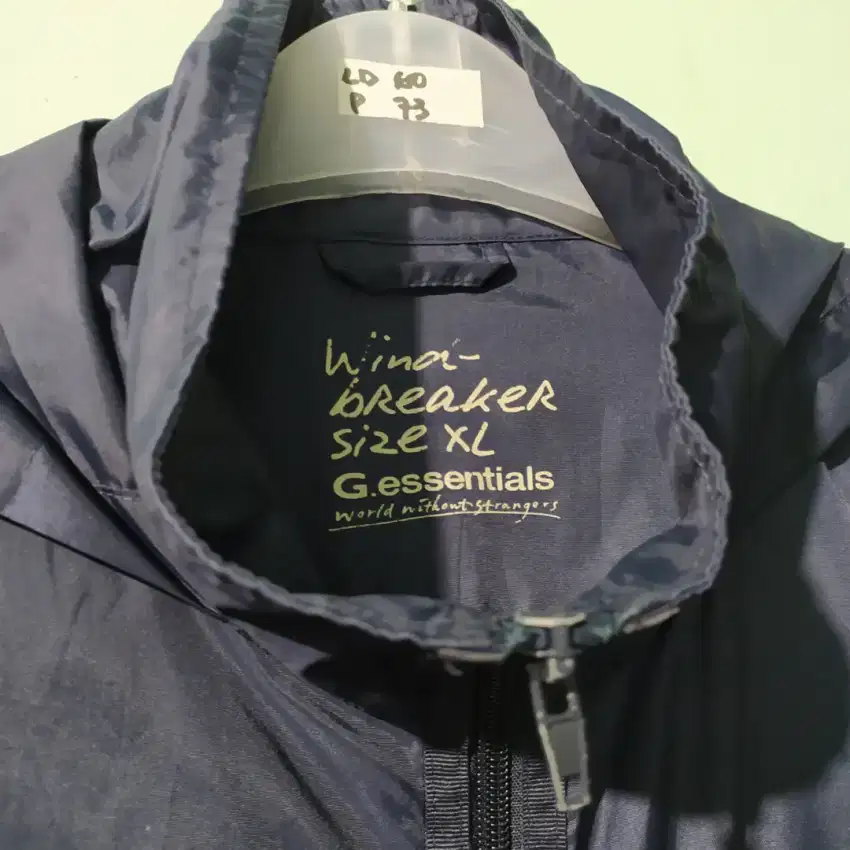 LD 60
P 73
Wind-
bReakeR
size XL
G.essentials
world without strangers